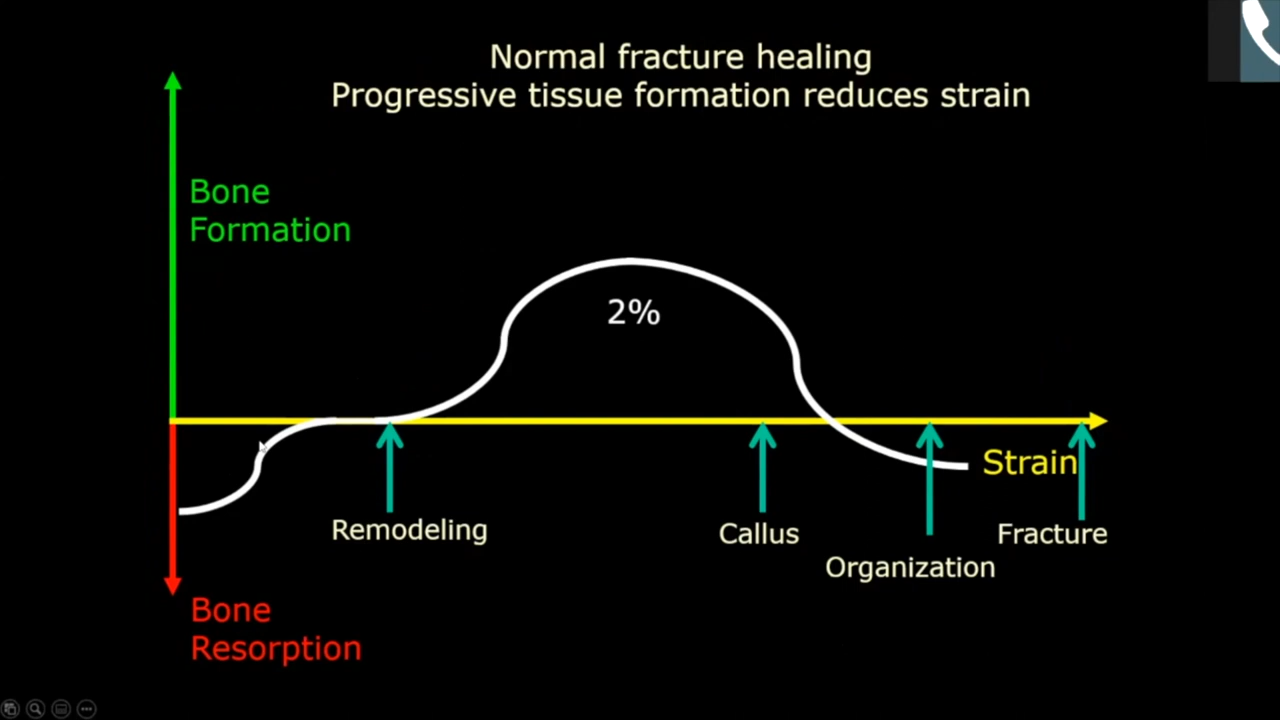 Normal fracture healing
Progressive tissue formation reduces strain
Bone
Formation
2%
Strain
Remodeling
Callus
Fracture
Organization
Bone
Resorption